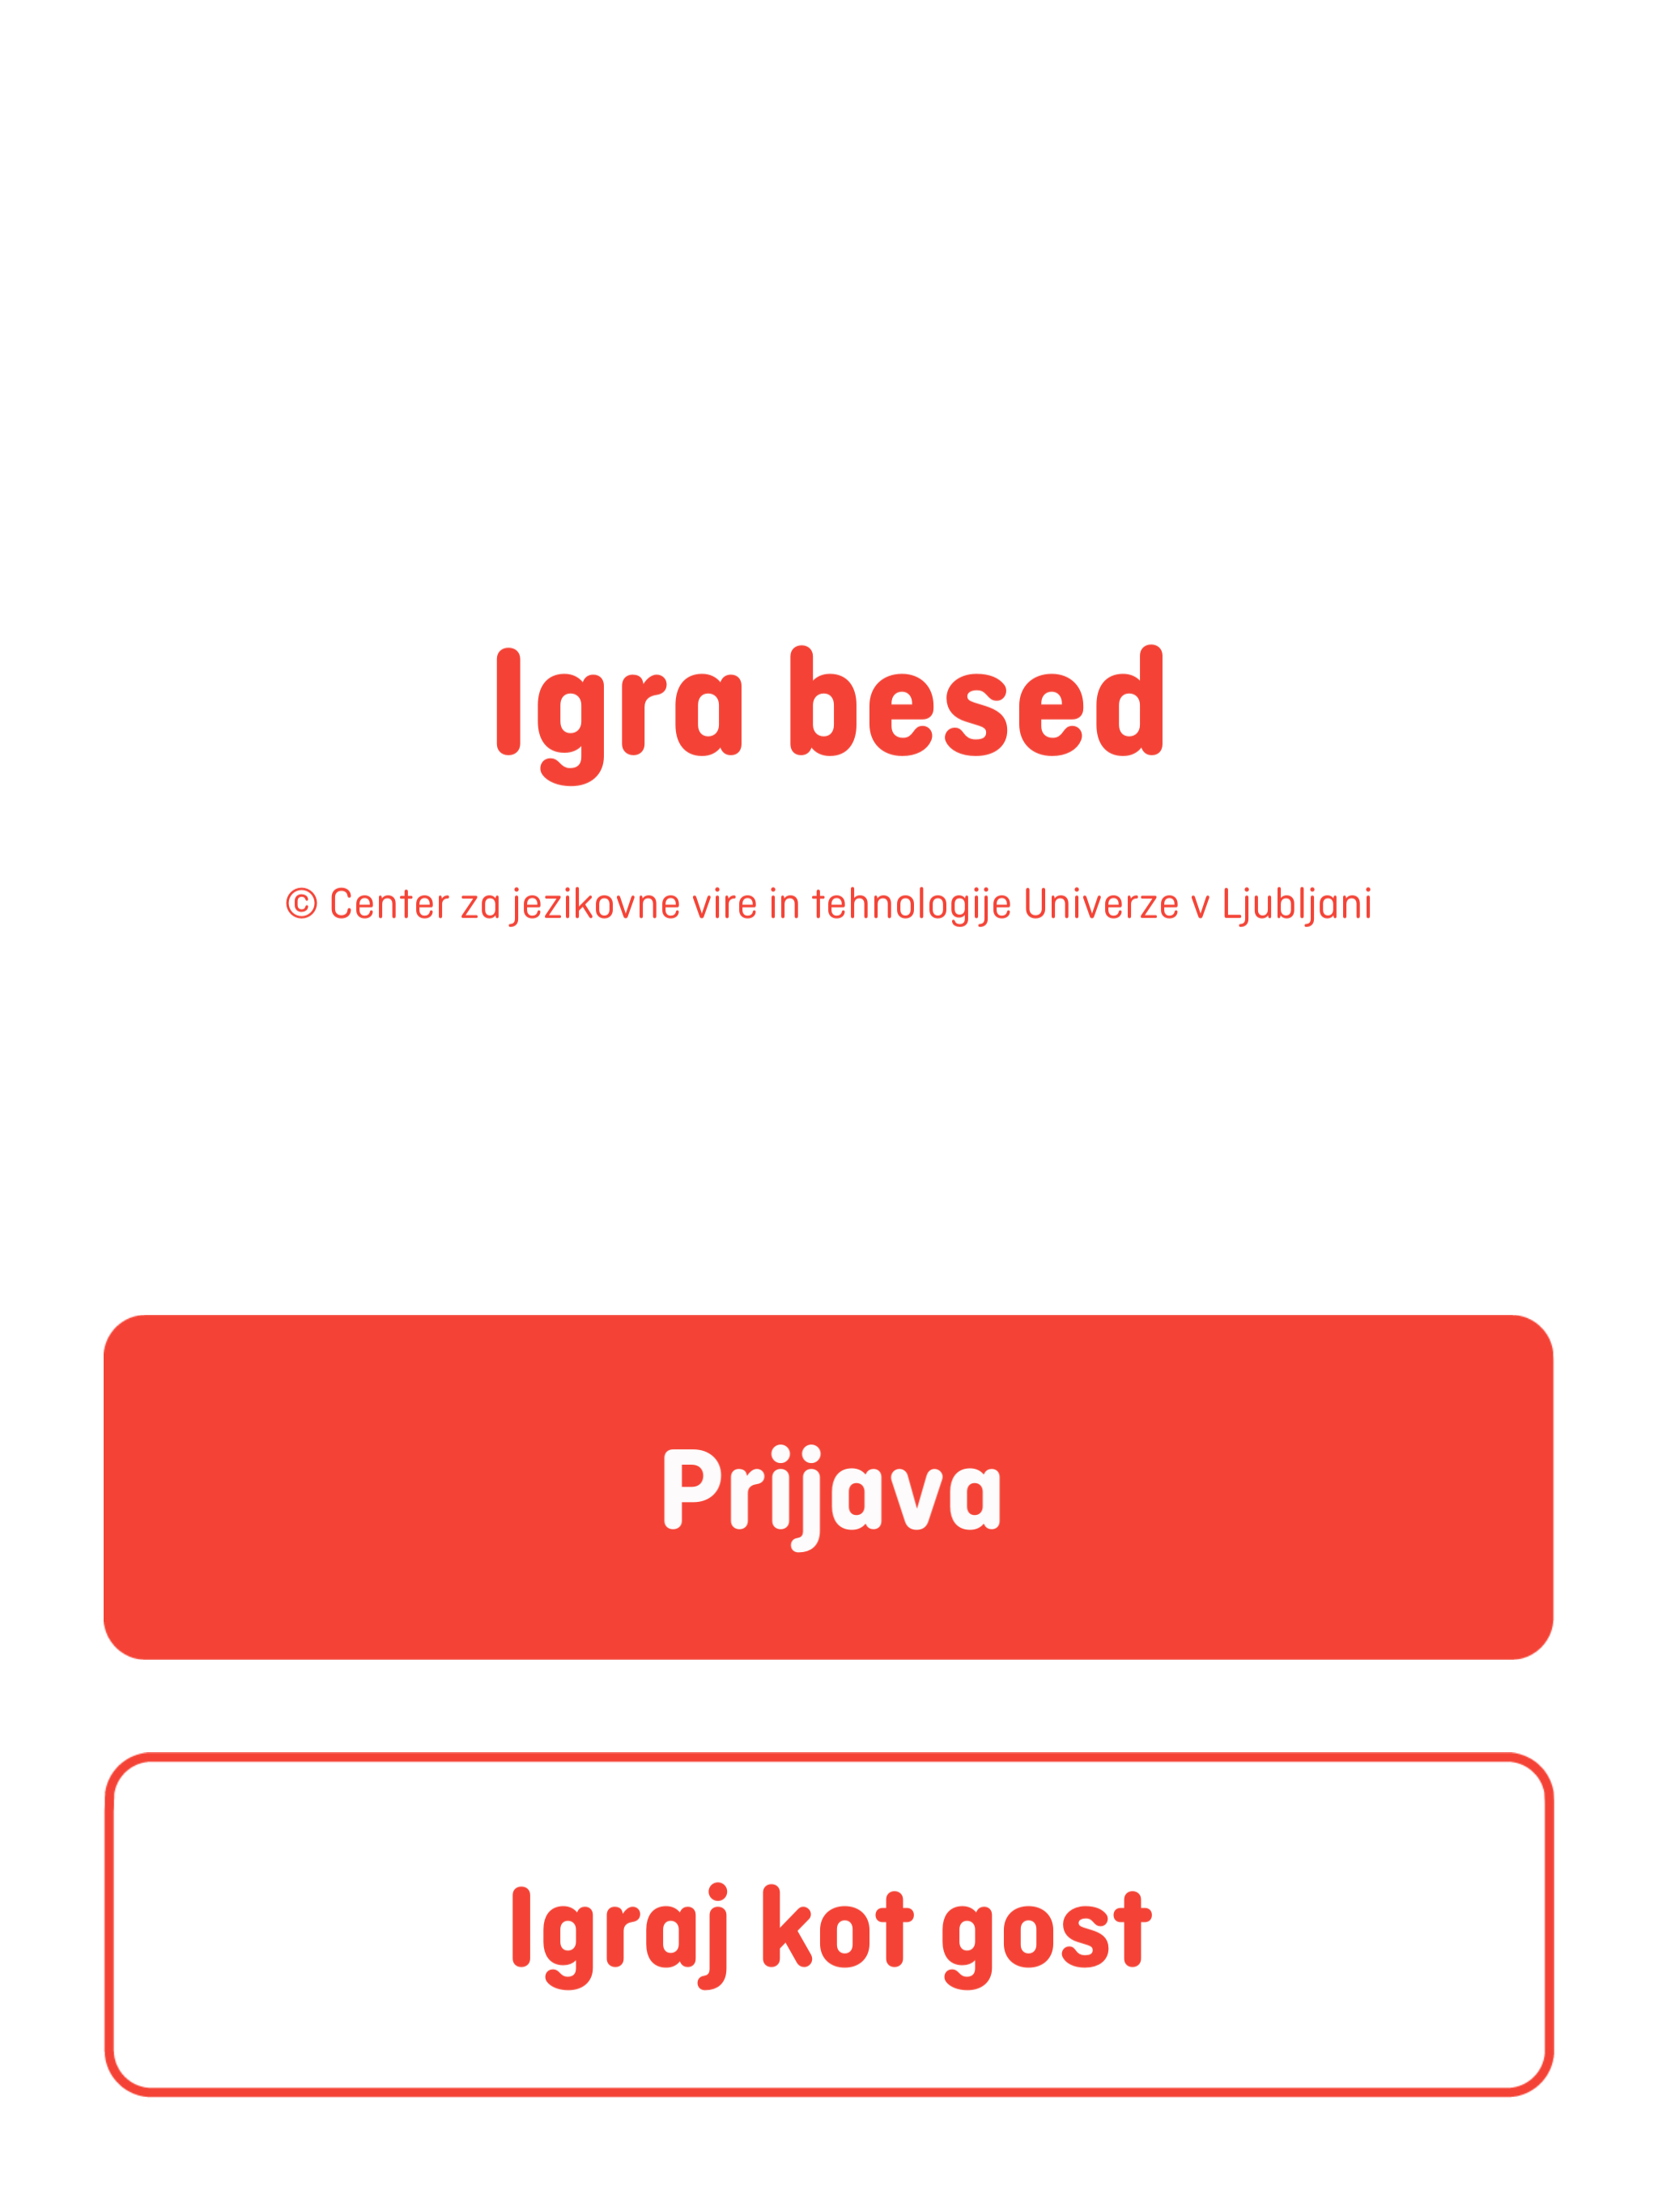 Igra besed
© Center za jezikovne vire in tehnologije Univerze v Ljubljani
Prijava
Igraj kot gost